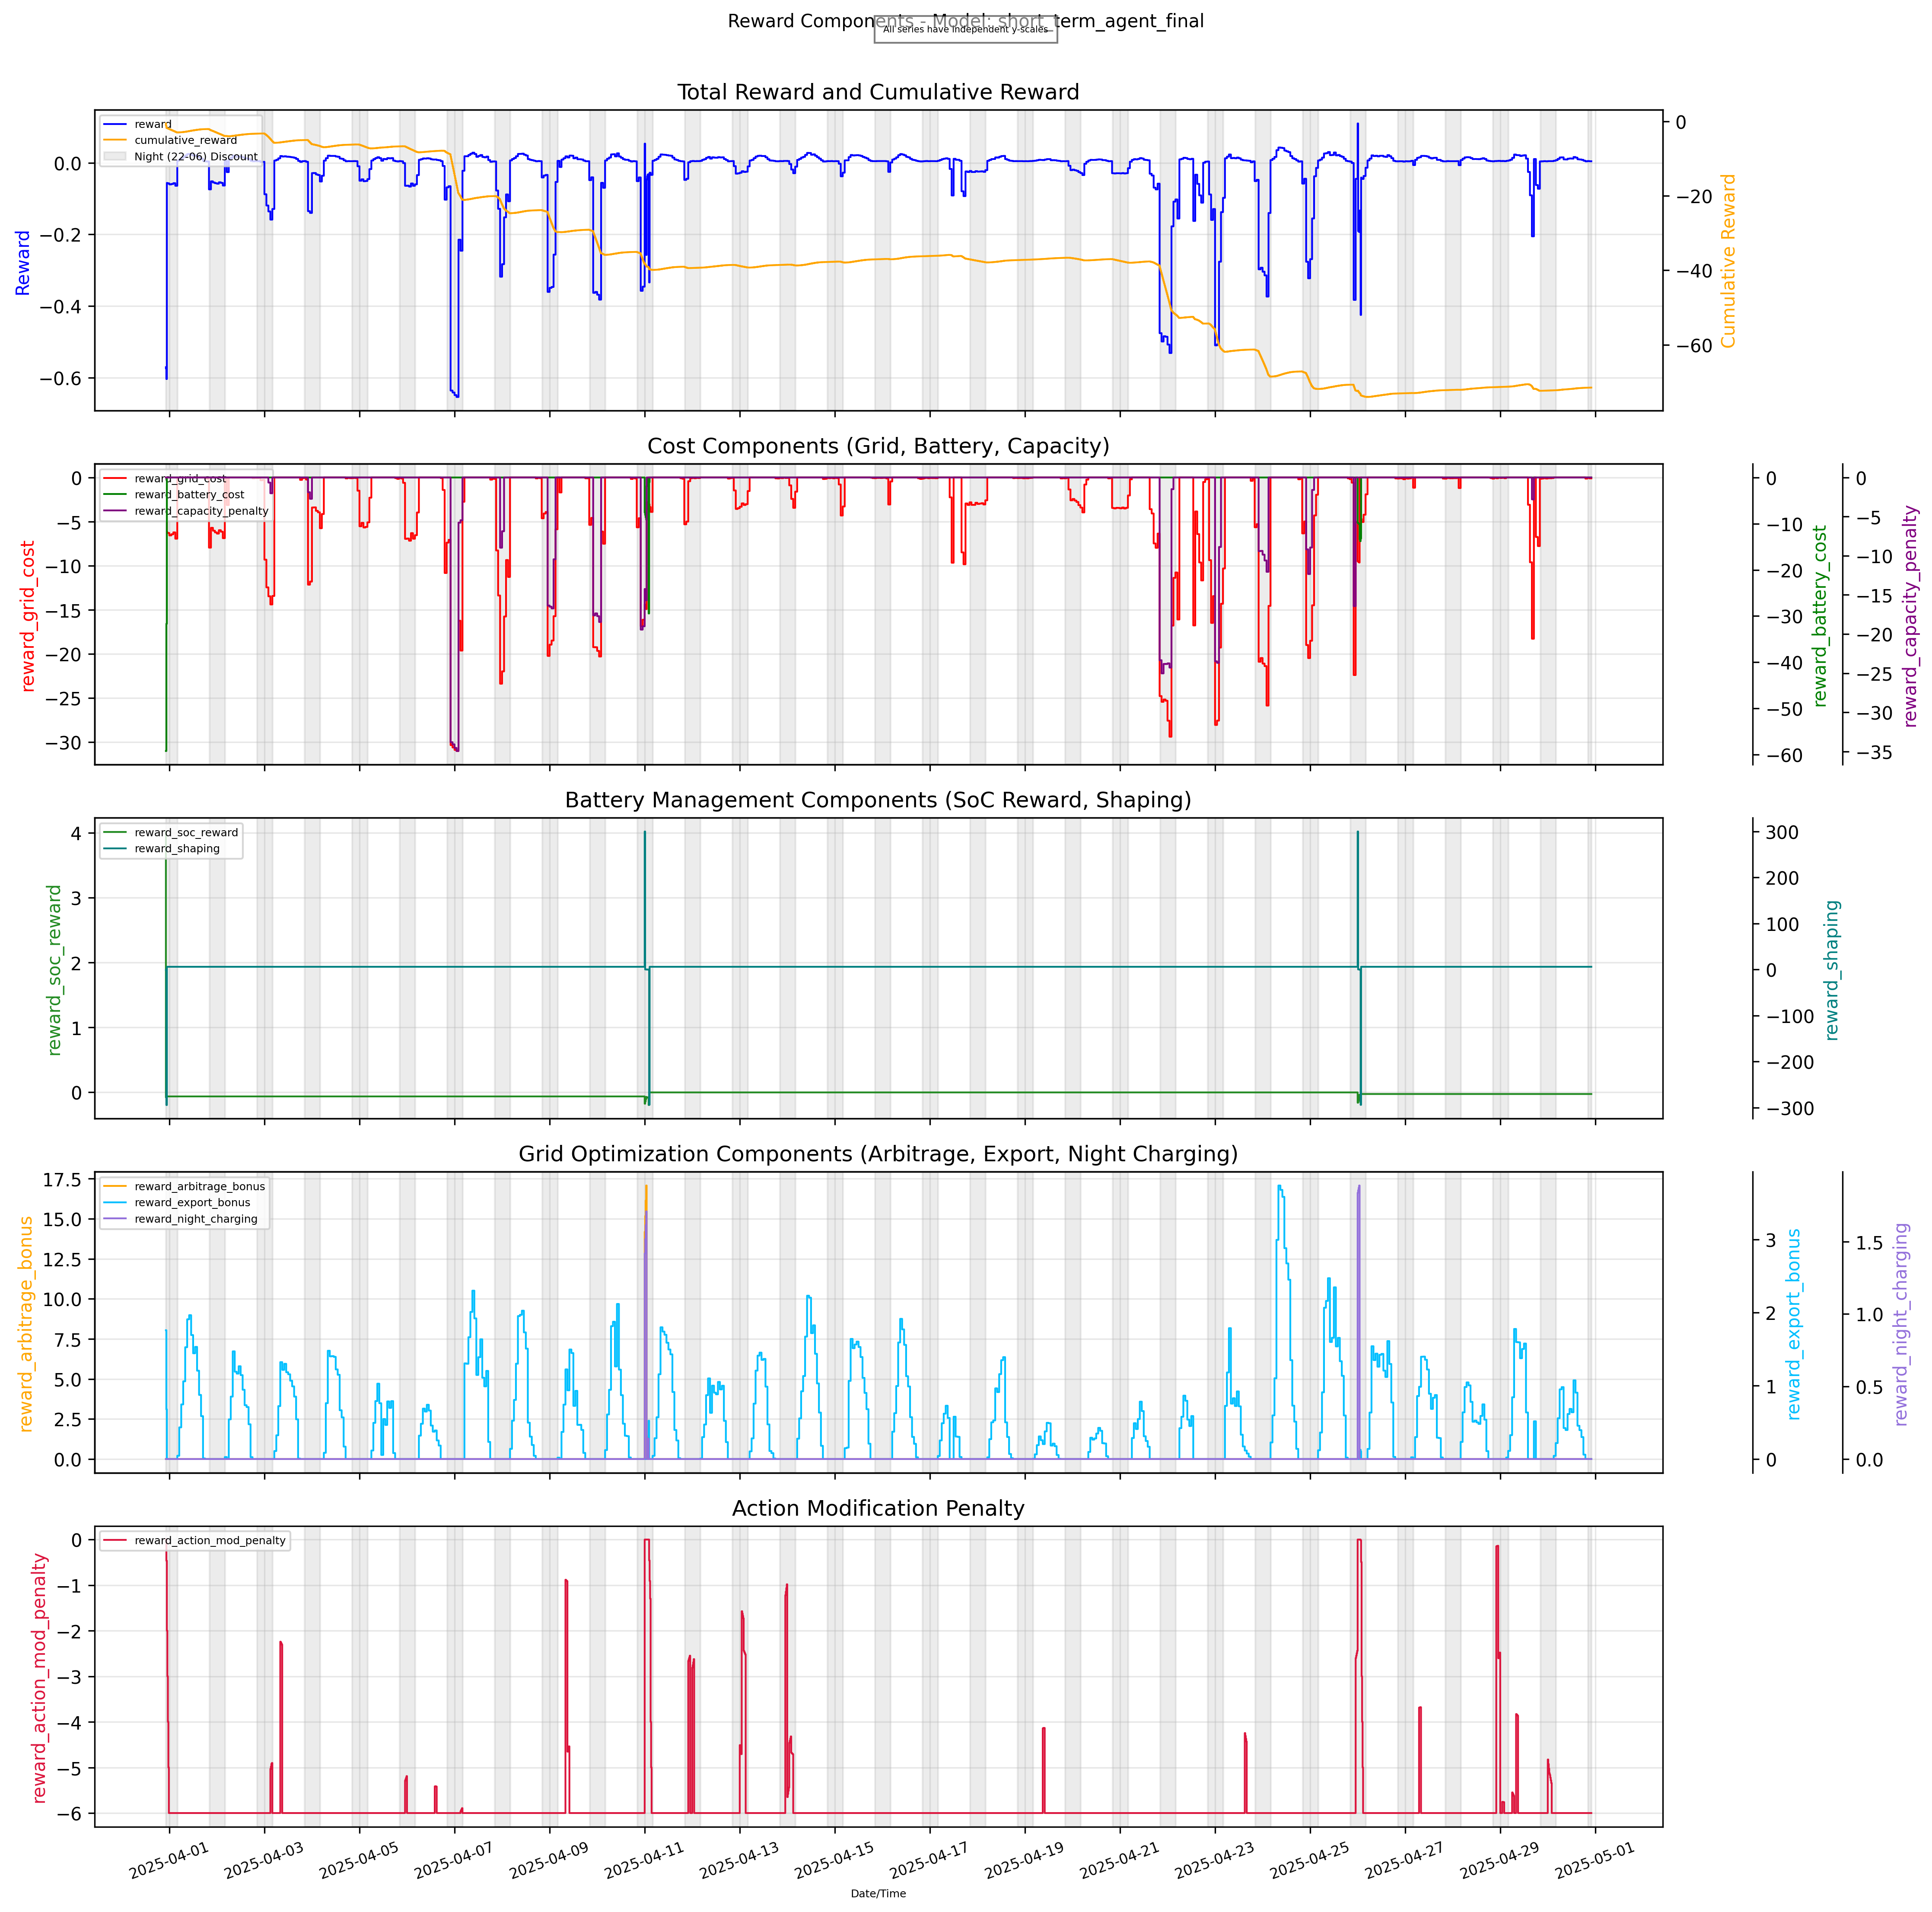 Reward Components - Model: short_term_agent_final
All series have independent y-scales
Total Reward and Cumulative Reward
reward
cumulative_reward
Night (22-06) Discount
0.0
−0.2
−0.4
−0.6
Reward
0
−20
−40
−60
Cumulative Reward
Cost Components (Grid, Battery, Capacity)
reward_grid_cost
reward_battery_cost
reward_capacity_penalty
0
−5
−10
−15
−20
−25
−30
reward_grid_cost
0
−10
−20
−30
−40
−50
−60
reward_battery_cost
0
−5
−10
−15
−20
−25
−30
−35
reward_capacity_penalty
Battery Management Components (SoC Reward, Shaping)
reward_soc_reward
reward_shaping
4
3
2
1
0
reward_soc_reward
300
200
100
0
−100
−200
−300
reward_shaping
Grid Optimization Components (Arbitrage, Export, Night Charging)
reward_arbitrage_bonus
reward_export_bonus
reward_night_charging
17.5
15.0
12.5
10.0
7.5
5.0
2.5
0.0
reward_arbitrage_bonus
3
2
1
0
reward_export_bonus
1.5
1.0
0.5
0.0
reward_night_charging
Action Modification Penalty
reward_action_mod_penalty
0
−1
−2
−3
−4
−5
−6
reward_action_mod_penalty
2025-04-01
2025-04-03
2025-04-05
2025-04-07
2025-04-09
2025-04-11
2025-04-13
2025-04-15
2025-04-17
2025-04-19
2025-04-21
2025-04-23
2025-04-25
2025-04-27
2025-04-29
2025-05-01
Date/Time